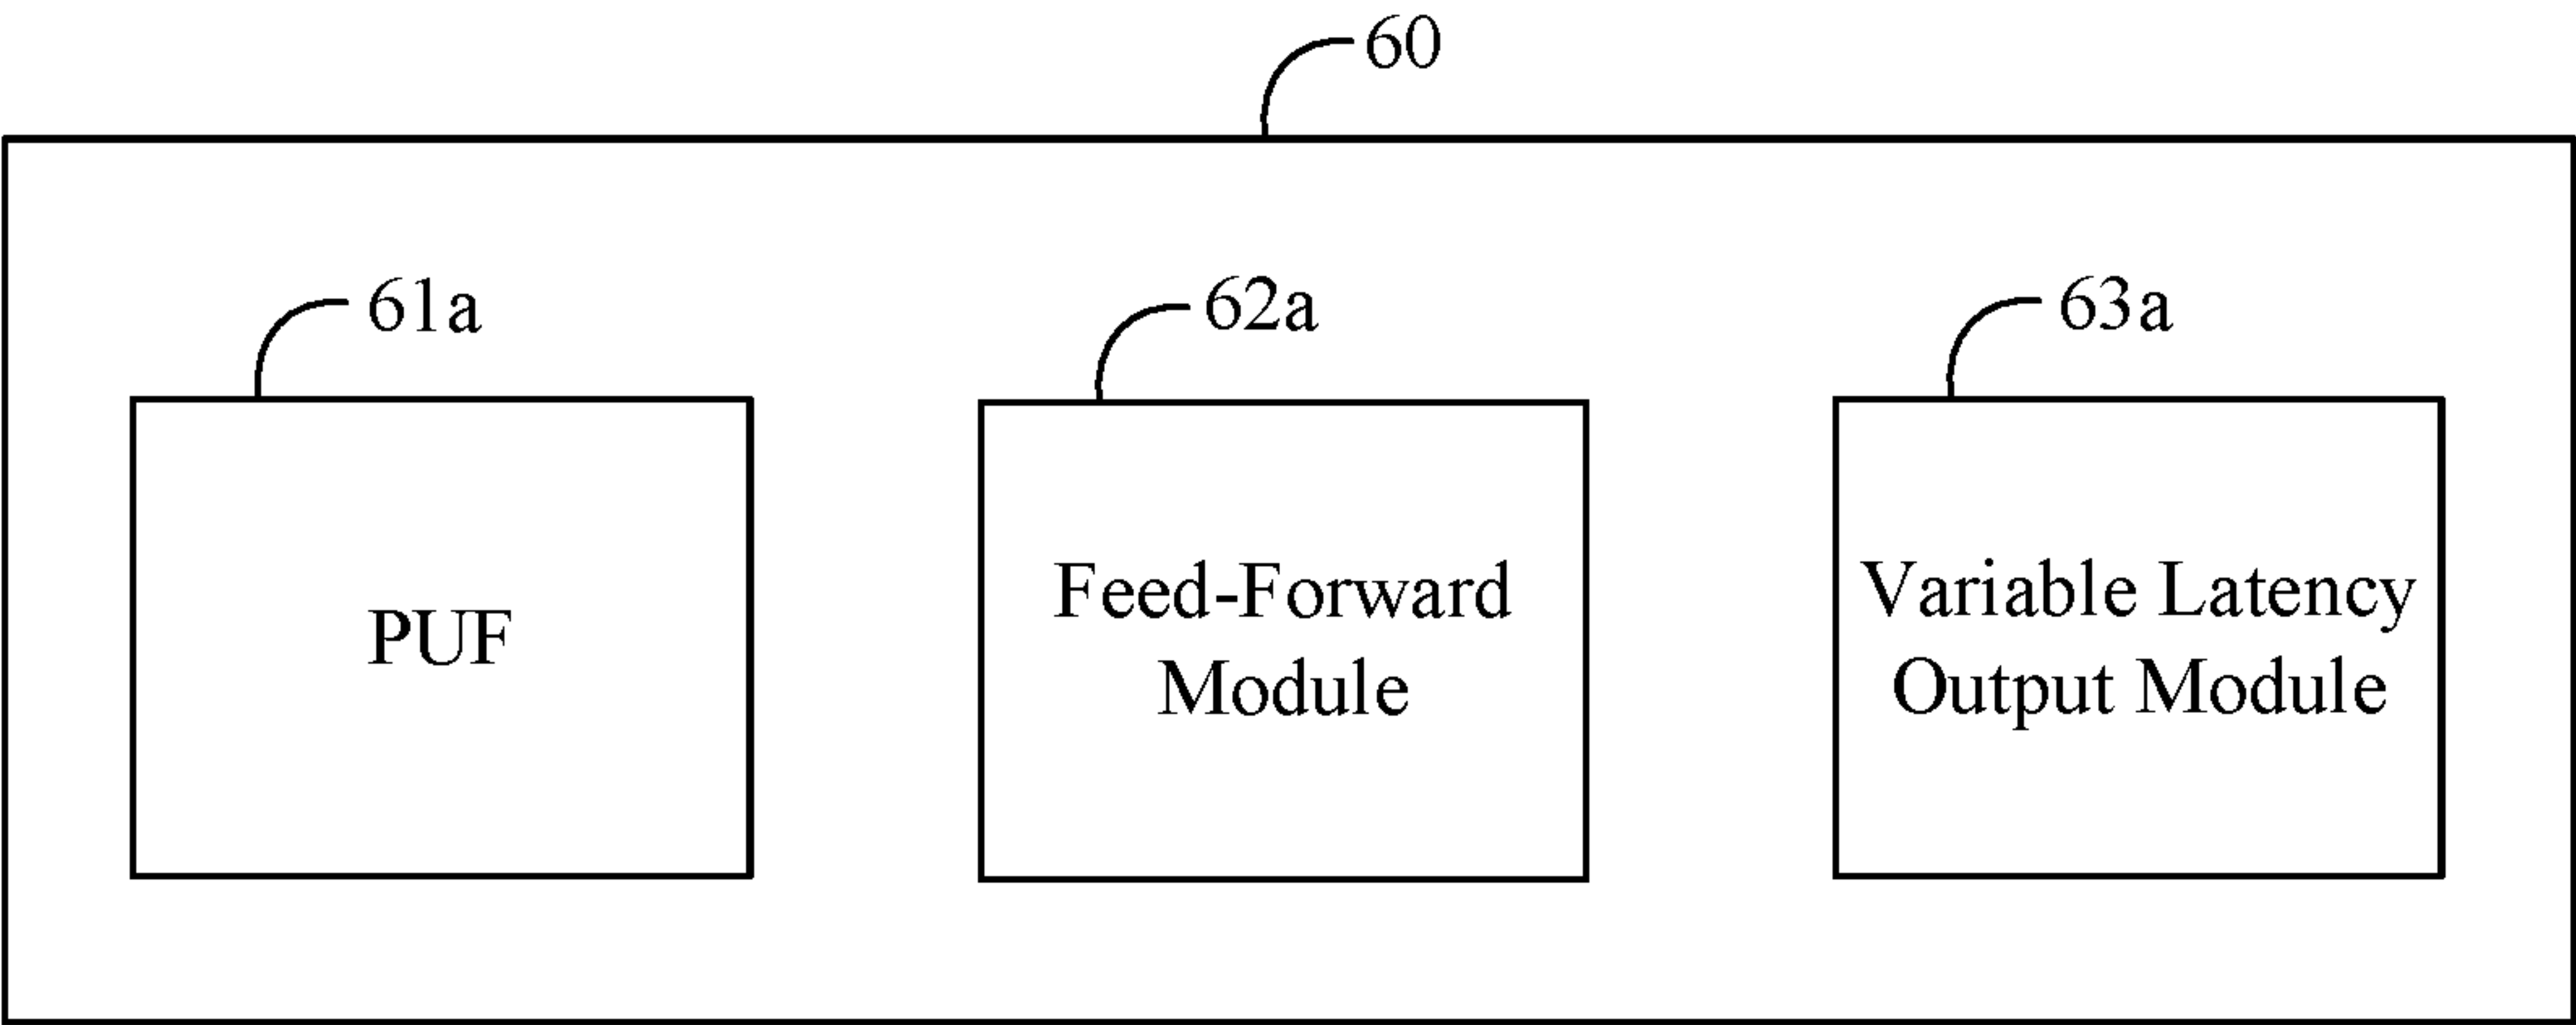 60
61a
62a
63a
PUF
Feed-Forward
Module
Variable Latency
Output Module